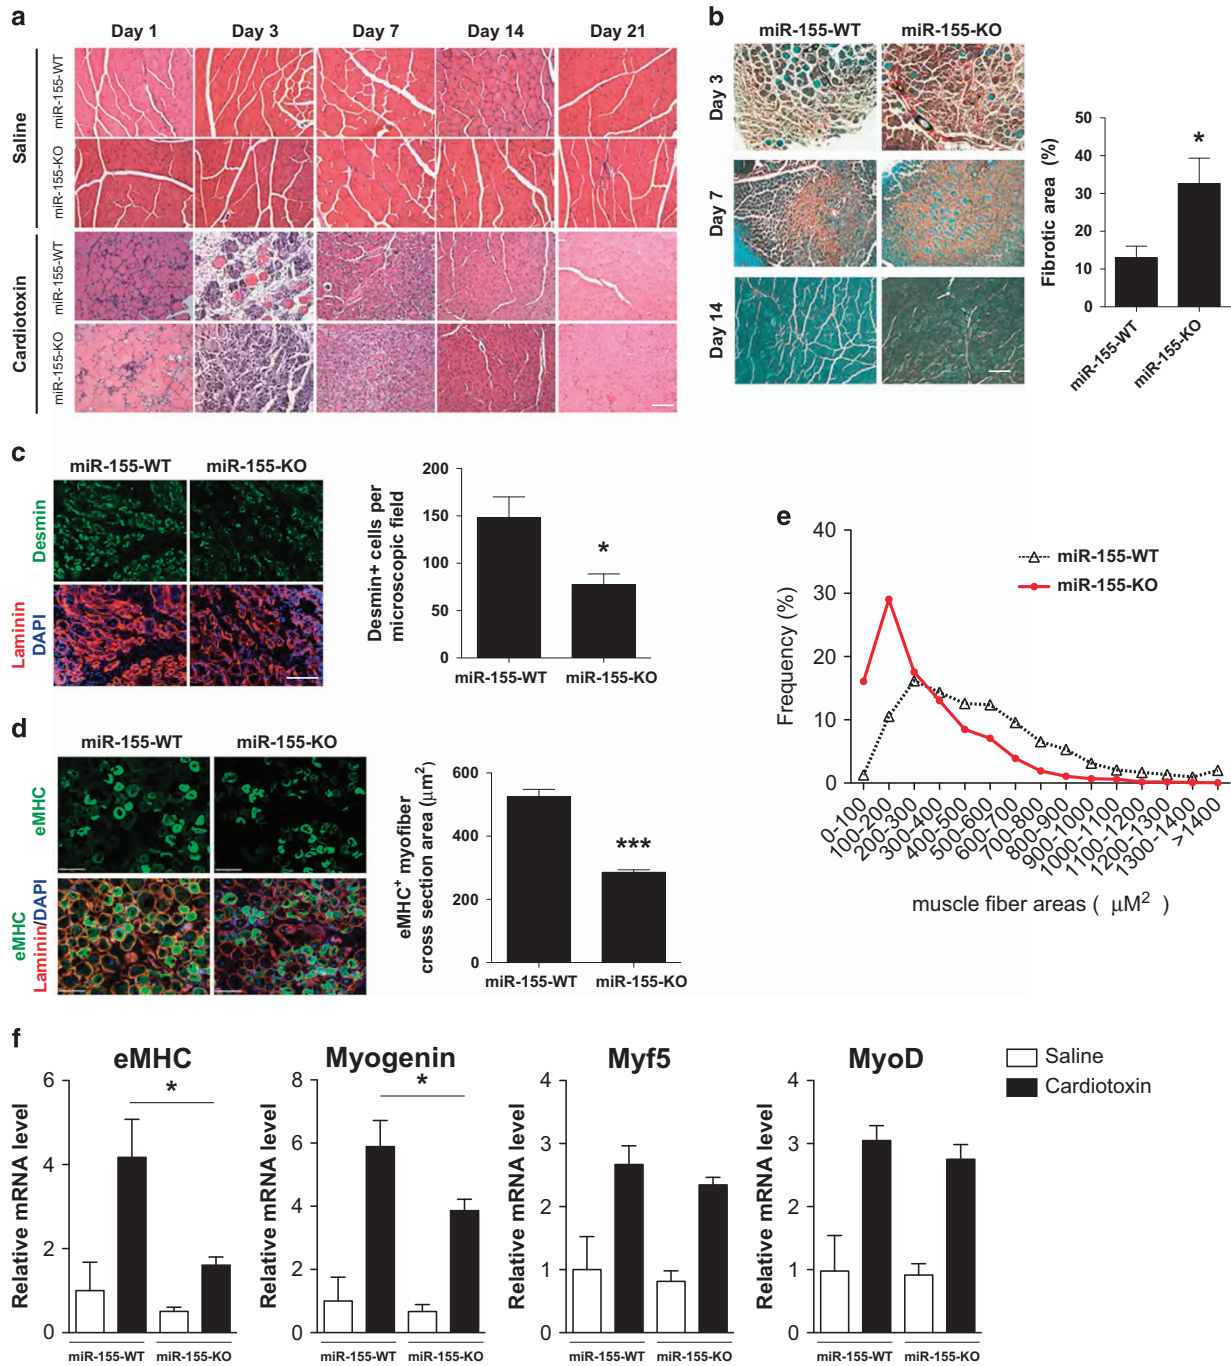 a
Day 1 Day 3 Day 7 Day 14 Day 21
Saline
miR-155-WT
miR-155-KO
Cardiotoxin
miR-155-WT
miR-155-KO
b
miR-155-WT miR-155-KO
Day 3
Day 7
Day 14
Fibrotic area (%)
50
40
30
20
10
0
*
miR-155-WT
miR-155-KO
c
miR-155-WT miR-155-KO
Desmin
Laminin
DAPI
Desmin+ cells per
microscopic field
200
150
100
50
0
*
miR-155-WT miR-155-KO
d
miR-155-WT miR-155-KO
eMHC
eMHC
Laminin/DAPI
eMHC+ myofiber
cross section area (μm2)
600
400
200
0
***
miR-155-WT miR-155-KO
e
Frequency (%)
40
30
20
10
0
miR-155-WT
miR-155-KO
0-100
100-200
200-300
300-400
400-500
500-600
600-700
700-800
800-900
900-1000
1000-1100
1100-1200
1200-1300
1300-1400
>1400
muscle fiber areas ( μM2 )
f
eMHC
Relative mRNA level
6
4
2
0
*
miR-155-WT miR-155-KO
Myogenin
Relative mRNA level
8
6
4
2
0
*
miR-155-WT miR-155-KO
Myf5
Relative mRNA level
4
3
2
1
0
miR-155-WT miR-155-KO
MyoD
Relative mRNA level
4
3
2
1
0
miR-155-WT miR-155-KO
Saline
Cardiotoxin